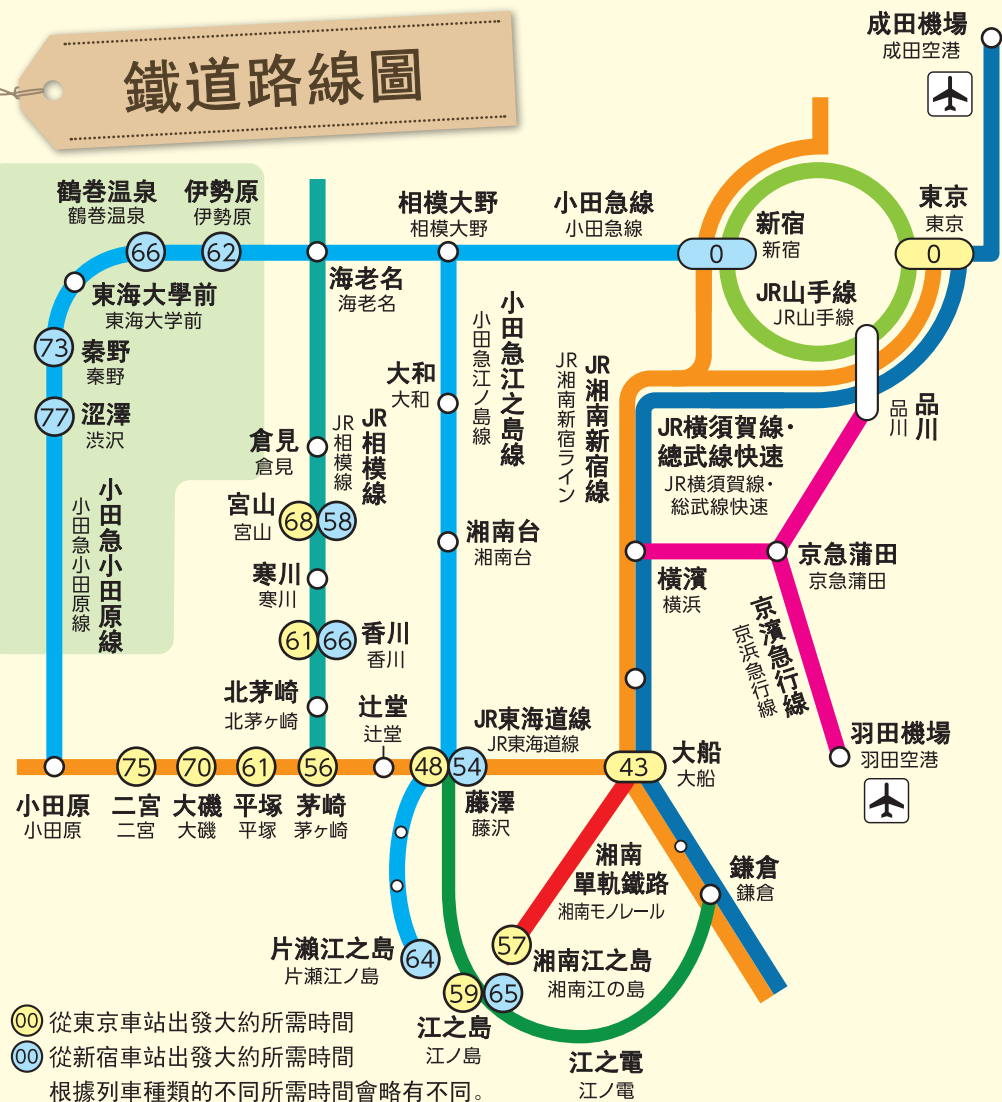 鐵道路線圖
成田機場
成田空港
鶴巻温泉
鶴巻温泉
伊勢原
伊勢原
66
62
相模大野
相模大野
小田急線
小田急線
新宿
新宿
0
東京
東京
0
東海大學前
東海大学前
海老名
海老名
JR山手線
JR山手線
73
秦野
秦野
77
涩澤
渋沢
小田急小田原線
小田急小田原線
大和
大和
小田急江之島線
小田急江ノ島線
JR湘南新宿線
JR湘南新宿ライン
品川
品川
JR橫須賀線・
總武線快速
JR横須賀線・
総武線快速
倉見
倉見
JR相模線
JR相模線
宮山
宮山
68
58
湘南台
湘南台
寒川
寒川
橫濱
横浜
京急蒲田
京急蒲田
61
66
香川
香川
京濱急行線
京浜急行線
北茅崎
北茅ヶ崎
辻堂
辻堂
JR東海道線
JR東海道線
羽田機場
羽田空港
75
70
61
56
48
54
43
大船
大船
小田原
小田原
二宮
二宮
大磯
大磯
平塚
平塚
茅崎
茅ヶ崎
藤澤
藤沢
湘南
單軌鐵路
湘南モノレール
鎌倉
鎌倉
片瀨江之島
片瀬江ノ島
64
57
湘南江之島
湘南江の島
59
65
江之島
江ノ島
江之電
江ノ電
00 從東京車站出發大約所需時間
00 從新宿車站出發大約所需時間
根據列車種類的不同所需時間會略有不同。